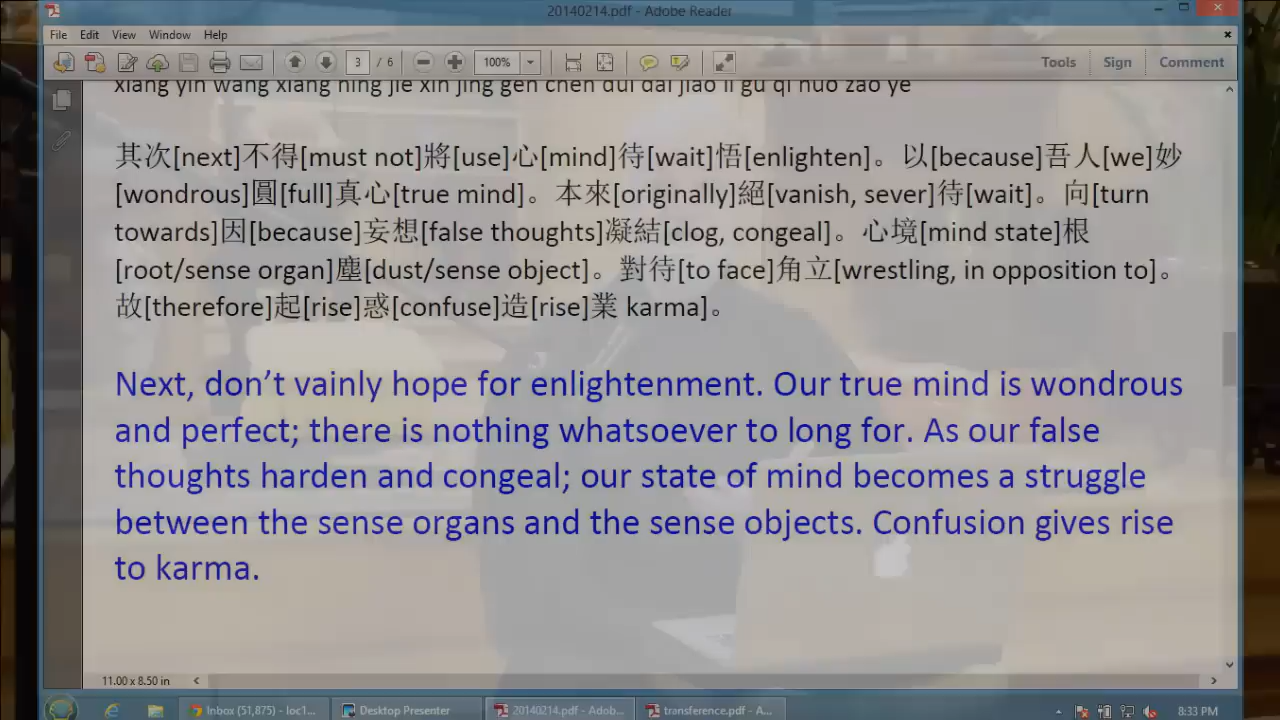 20140214.pdf - Adobe Reader
File Edit View Window Help
3 / 6 100% Tools Sign Comment
xiang yin wang xiang ning jie xin jing gen chen dui dai jiao li gu qi huo zao ye
其次[next]不得[must not]將[use]心[mind]待[wait]悟[enlighten]。以[because]吾人[we]妙
[wondrous]圓[full]真心[true mind]。本來[originally]絕[vanish, sever]待[wait]。向[turn
towards]因[because]妄想[false thoughts]凝結[clog, congeal]。心境[mind state]根
[root/sense organ]塵[dust/sense object]。對待[to face]角立[wrestling, in opposition to]。
故[therefore]起[rise]惑[confuse]造[rise]業 karma]。
Next, don’t vainly hope for enlightenment. Our true mind is wondrous
and perfect; there is nothing whatsoever to long for. As our false
thoughts harden and congeal; our state of mind becomes a struggle
between the sense organs and the sense objects. Confusion gives rise
to karma.
11.00 x 8.50 in
Inbox (51,875) - loc1... Desktop Presenter 20140214.pdf - Adob... transference.pdf - A... 8:33 PM